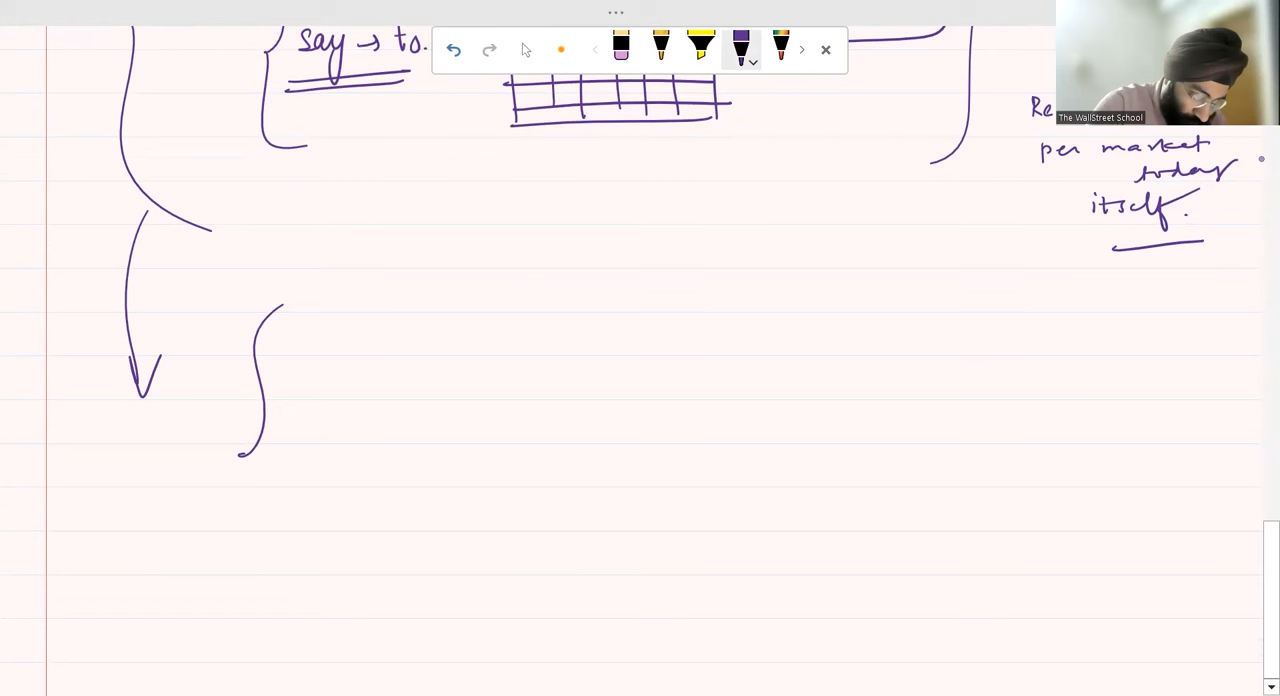 say → to.
Re
The WallStreet School
per market
today
itself.